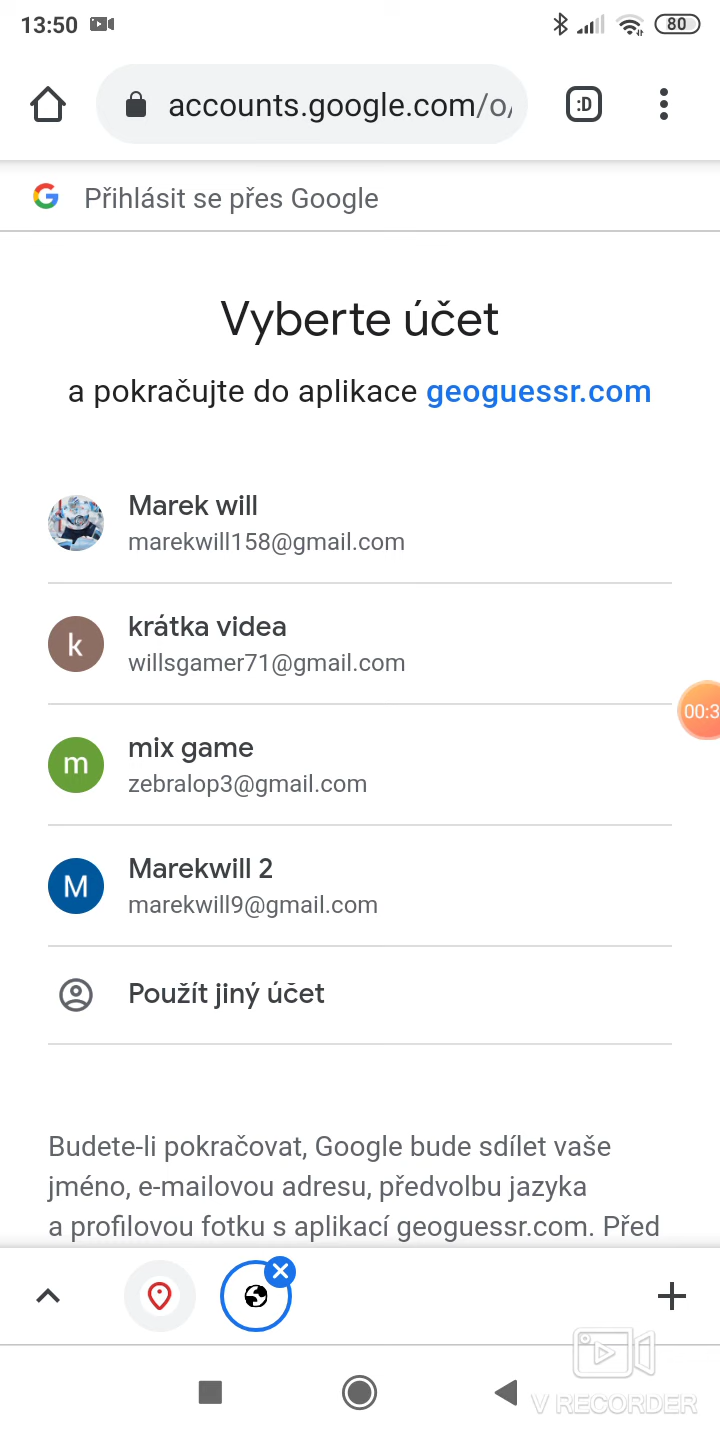 13:50
80
accounts.google.com/o/
:D
Přihlásit se přes Google
Vyberte účet
a pokračujte do aplikace geoguessr.com
Marek will
marekwill158@gmail.com
k
krátka videa
willsgamer71@gmail.com
00:3
m
mix game
zebralop3@gmail.com
M
Marekwill 2
marekwill9@gmail.com
Použít jiný účet
Budete-li pokračovat, Google bude sdílet vaše
jméno, e-mailovou adresu, předvolbu jazyka
a profilovou fotku s aplikací geoguessr.com. Před
V RECORDER